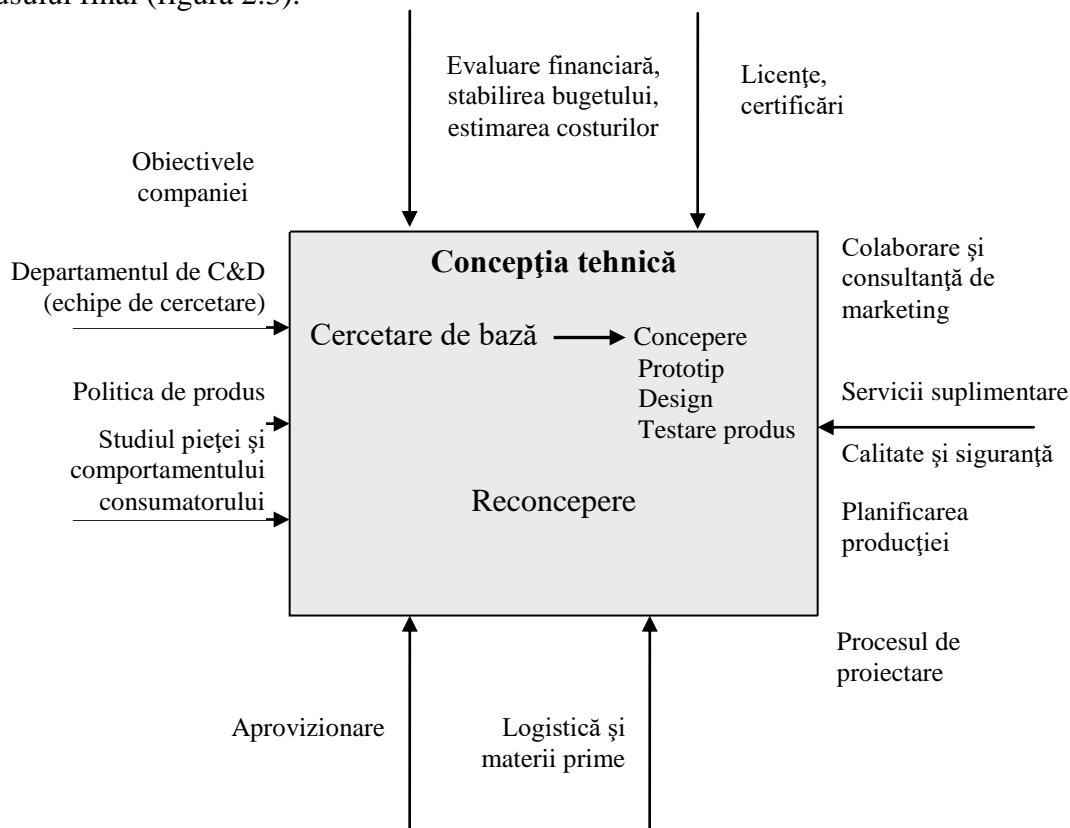 final (figura 2.3).
Evaluare financiară,
stabilirea bugetului,
estimarea costurilor
Licenţe,
certificări
Obiectivele
companiei
Departamentul de C&D
(echipe de cercetare)
Politica de produs
Studiul pieţei şi
comportamentului
consumatorului
Concepţia tehnică
Cercetare de bază
Concepere
Prototip
Design
Testare produs
Reconcepere
Colaborare şi
consultanţă de
marketing
Servicii suplimentare
Calitate şi siguranţă
Planificarea
producţiei
Procesul de
proiectare
Aprovizionare
Logistică şi
materii prime